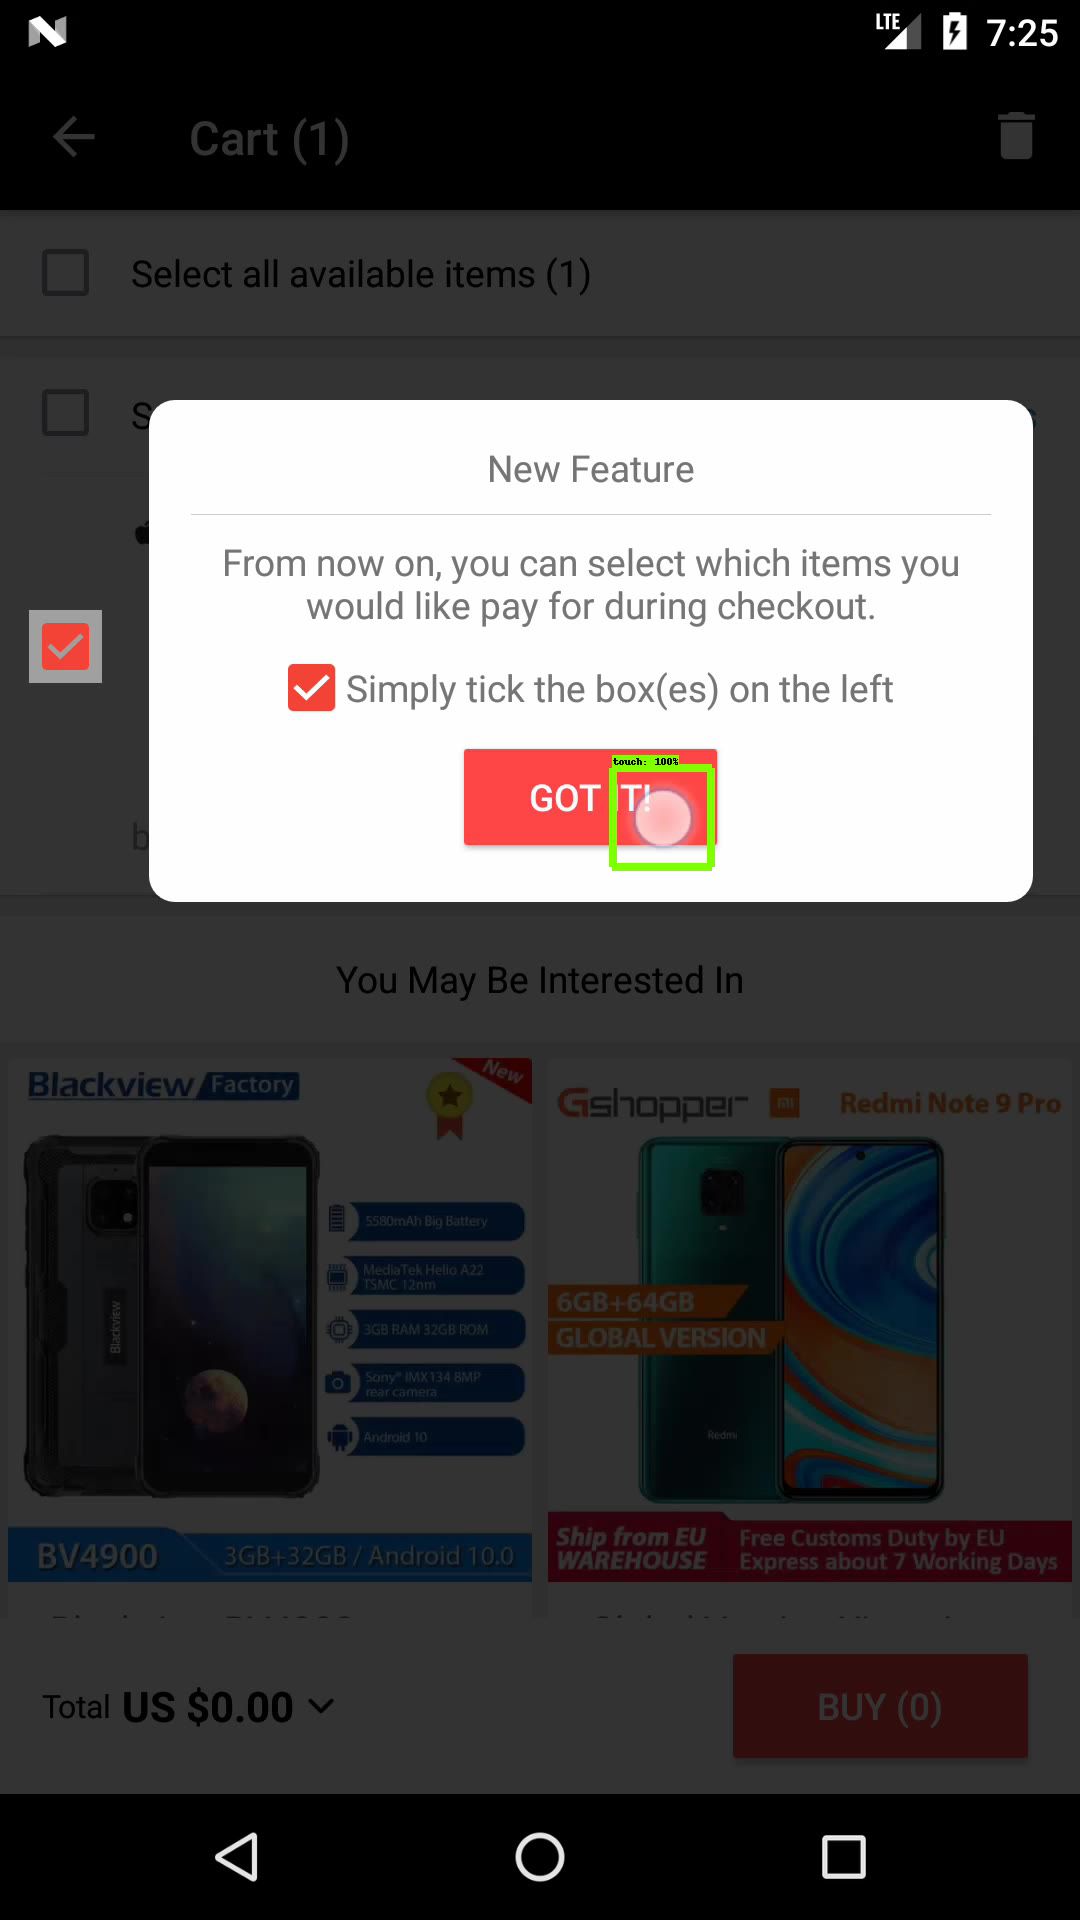 LTE 7:25
Cart (1)
Select all available items (1)
S
New Feature
From now on, you can select which items you
would like pay for during checkout.
Simply tick the box(es) on the left
touch: 100%
GOT IT!
b
You May Be Interested In
Blackview Factory
New
5580mAh Big Battery
MediaTek Helio A22
TSMC 12nm
3GB RAM 32GB ROM
Sony® IMX134 8MP
rear camera
Android 10
Blackview
BV4900
3GB+32GB / Android 10.0
Gshopper
mi
Redmi Note 9 Pro
6GB+64GB
GLOBAL VERSION
Redmi
Ship from EU
WAREHOUSE
Free Customs Duty by EU
Express about 7 Working Days
Total US $0.00
BUY (0)